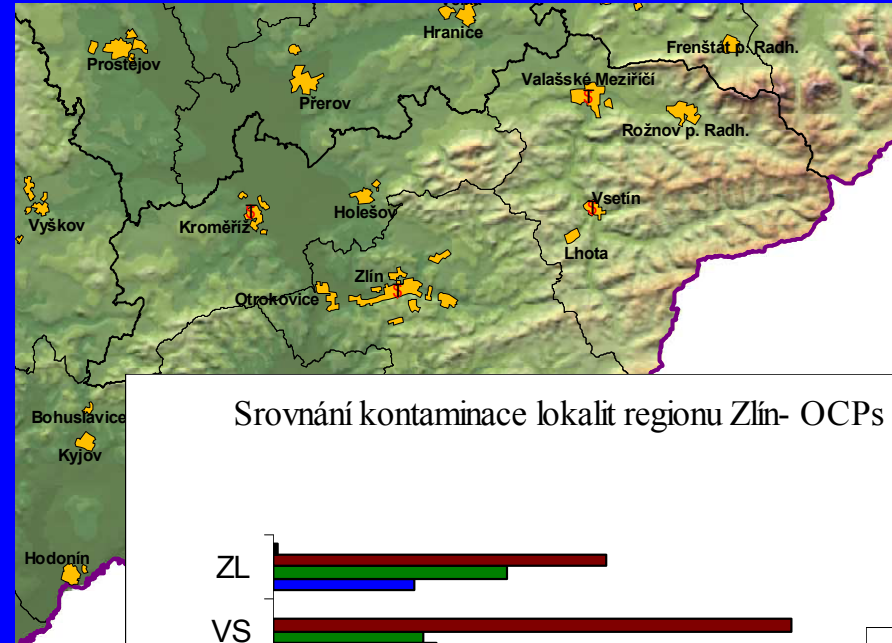 Hranice
Prostějov
Frenštát p. Radh.
Valašské Meziříčí
Přerov
Rožnov p. Radh.
Vsetín
Holešov
Vyškov
Kroměříž
Lhota
Zlín
Otrokovice
Bohuslavice
Kyjov
Hodonín
Srovnání kontaminace lokalit regionu Zlín- OCPs
ZL
VS